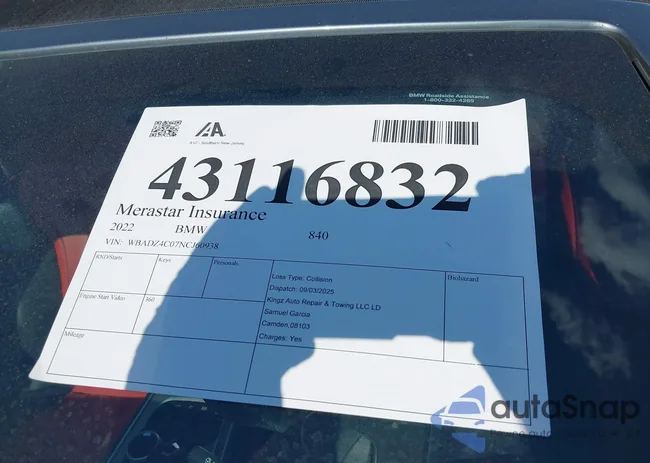 BMW Roadside Assistance
1-800-332-4269
IAA
43116832
Merastar Insurance
2022 BMW 840
VIN: WBADZ4C07NCJ60938
RND/Starts Keys Personals
Loss Type: Collision
Biohazard
Dispatch: 09/03/2025
Engine Start Video 360
Kingz Auto Repair & Towing LLC LD
Samuel Garcia
Camden,08103
Mileage
Charges: Yes
autoSnap